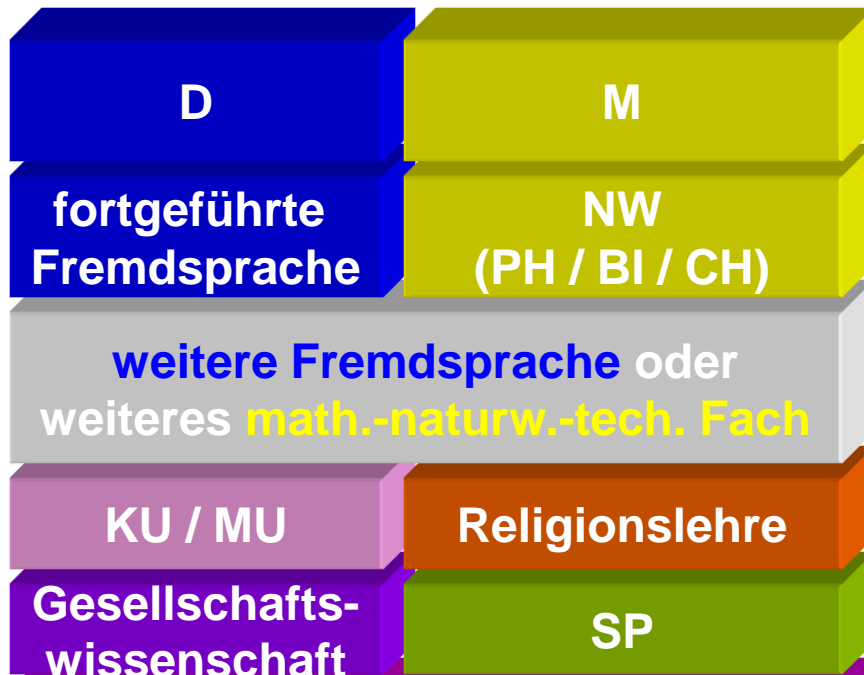 D
M
fortgeführte
Fremdsprache
NW
(PH / BI / CH)
weitere Fremdsprache oder
weiteres math.-naturw.-tech. Fach
KU / MU
Religionslehre
Gesellschafts-
wissenschaft
SP